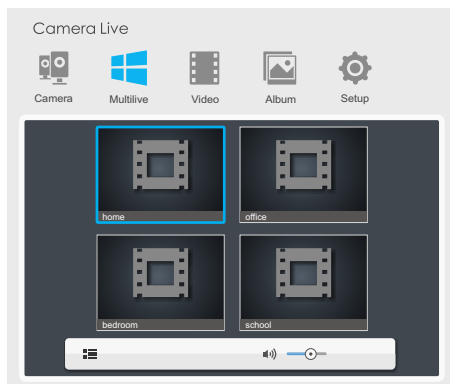 Camera Live
Camera Multilive Video Album Setup
home office
bedroom school